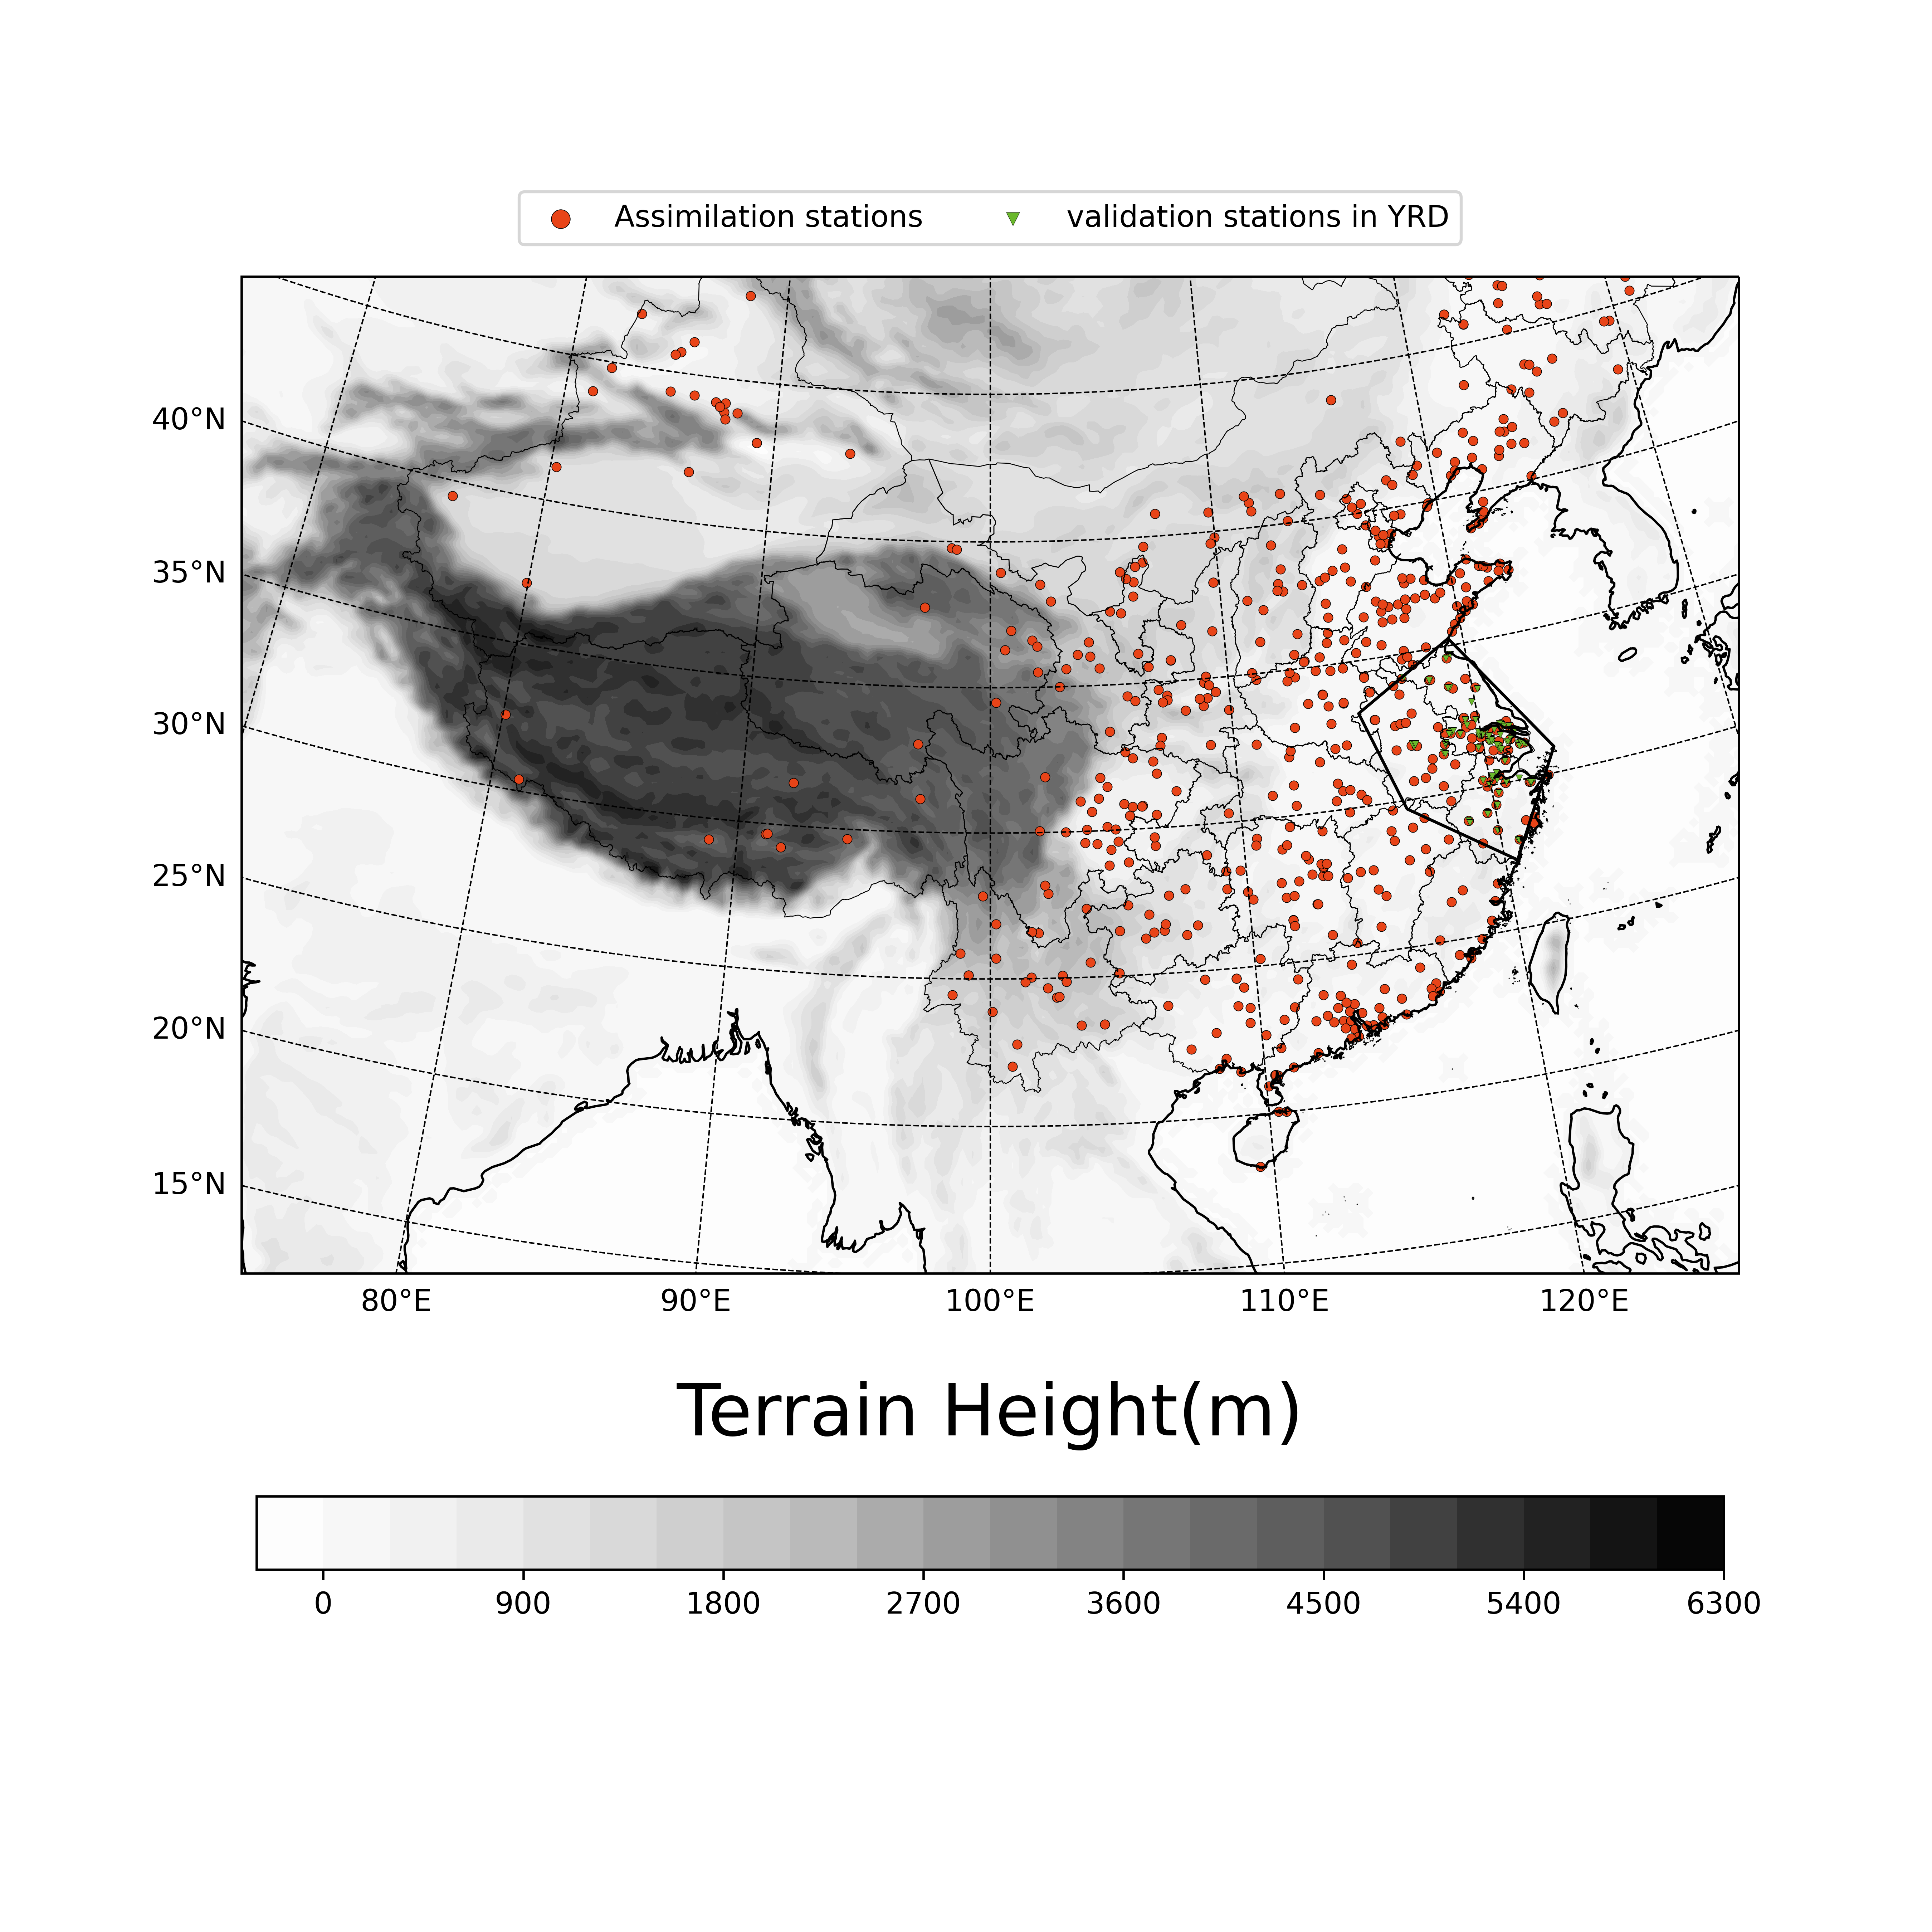 Assimilation stations validation stations in YRD
40°N
35°N
30°N
25°N
20°N
15°N
80°E 90°E 100°E 110°E 120°E
Terrain Height(m)
0 900 1800 2700 3600 4500 5400 6300